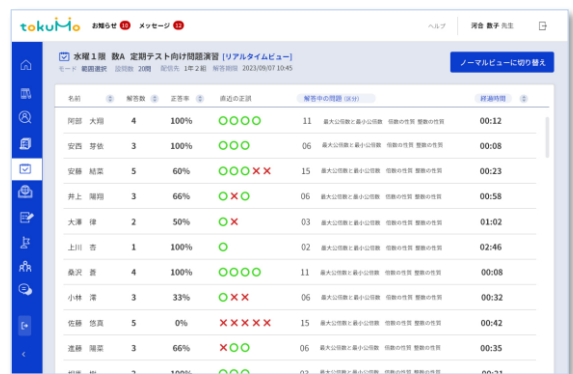 tokuMo お知らせ 10 メッセージ 12 ヘルプ 河合 数子 先生
水曜1限 数A 定期テスト向け問題演習 [リアルタイムビュー]
モード 範囲選択 設問数 20問 配信先 1年2組 解答期限 2023/09/07 10:45
ノーマルビューに切り替え
名前 解答数 正答率 直近の正誤 解答中の問題 (区分) 経過時間
阿部 大翔 4 100% ○○○○ 11 最大公倍数と最小公倍数 倍数の性質 整数の性質 00:12
安西 芽依 3 100% ○○○ 06 最大公倍数と最小公倍数 倍数の性質 整数の性質 00:08
安藤 結菜 5 60% ○○○×× 15 最大公倍数と最小公倍数 倍数の性質 整数の性質 00:23
井上 陽翔 3 66% ○×○ 06 最大公倍数と最小公倍数 倍数の性質 整数の性質 00:58
大澤 律 2 50% ○× 03 最大公倍数と最小公倍数 倍数の性質 整数の性質 01:02
上川 杏 1 100% ○ 02 最大公倍数と最小公倍数 倍数の性質 整数の性質 02:46
桑沢 蒼 4 100% ○○○○ 11 最大公倍数と最小公倍数 倍数の性質 整数の性質 00:08
小林 澪 3 33% ○×× 06 最大公倍数と最小公倍数 倍数の性質 整数の性質 00:32
佐藤 悠真 5 0% ××××× 15 最大公倍数と最小公倍数 倍数の性質 整数の性質 00:42
進藤 陽菜 3 66% ×○○ 06 最大公倍数と最小公倍数 倍数の性質 整数の性質 00:35